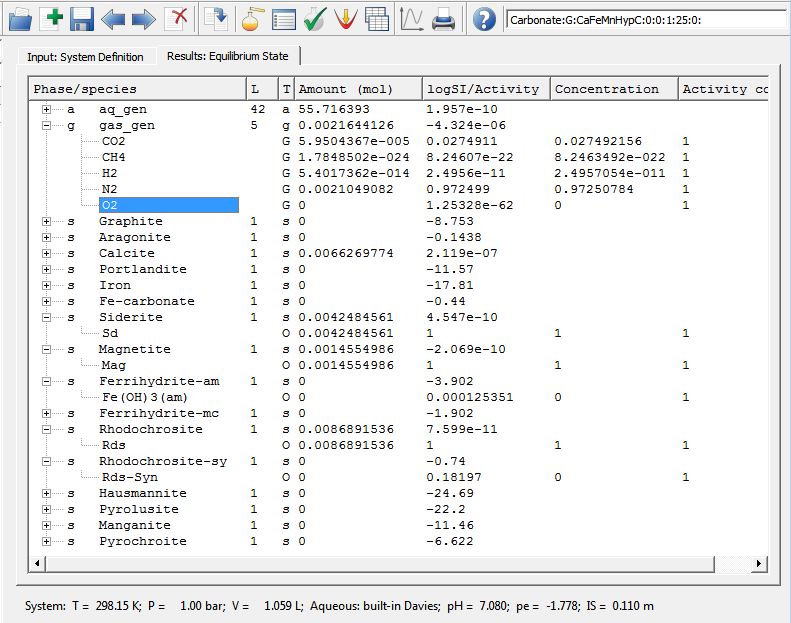 Carbonate:G:CaFeMnHypC:0:0:1:25:0:
Input: System Definition Results: Equilibrium State
Phase/species L T Amount (mol) logSI/Activity Concentration Activity co
a aq_gen 42 a 55.716393 1.957e-10
g gas_gen 5 g 0.0021644126 -4.324e-06
CO2 G 5.9504367e-005 0.0274911 0.027492156 1
CH4 G 1.7848502e-024 8.24607e-22 8.2463492e-022 1
H2 G 5.4017362e-014 2.4956e-11 2.4957054e-011 1
N2 G 0.0021049082 0.972499 0.97250784 1
O2 G 0 1.25328e-62 0 1
s Graphite 1 s 0 -8.753
s Aragonite 1 s 0 -0.1438
s Calcite 1 s 0.0066269774 2.119e-07
s Portlandite 1 s 0 -11.57
s Iron 1 s 0 -17.81
s Fe-carbonate 1 s 0 -0.44
s Siderite 1 s 0.0042484561 4.547e-10
Sd O 0.0042484561 1 1 1
s Magnetite 1 s 0.0014554986 -2.069e-10
Mag O 0.0014554986 1 1 1
s Ferrihydrite-am 1 s 0 -3.902
Fe(OH)3(am) O 0 0.000125351 0 1
s Ferrihydrite-mc 1 s 0 -1.902
s Rhodochrosite 1 s 0.0086891536 7.599e-11
Rds O 0.0086891536 1 1 1
s Rhodochrosite-sy 1 s 0 -0.74
Rds-Syn O 0 0.18197 0 1
s Hausmannite 1 s 0 -24.69
s Pyrolusite 1 s 0 -22.2
s Manganite 1 s 0 -11.46
s Pyrochroite 1 s 0 -6.622
System: T = 298.15 K; P = 1.00 bar; V = 1.059 L; Aqueous: built-in Davies; pH = 7.080; pe = -1.778; IS = 0.110 m